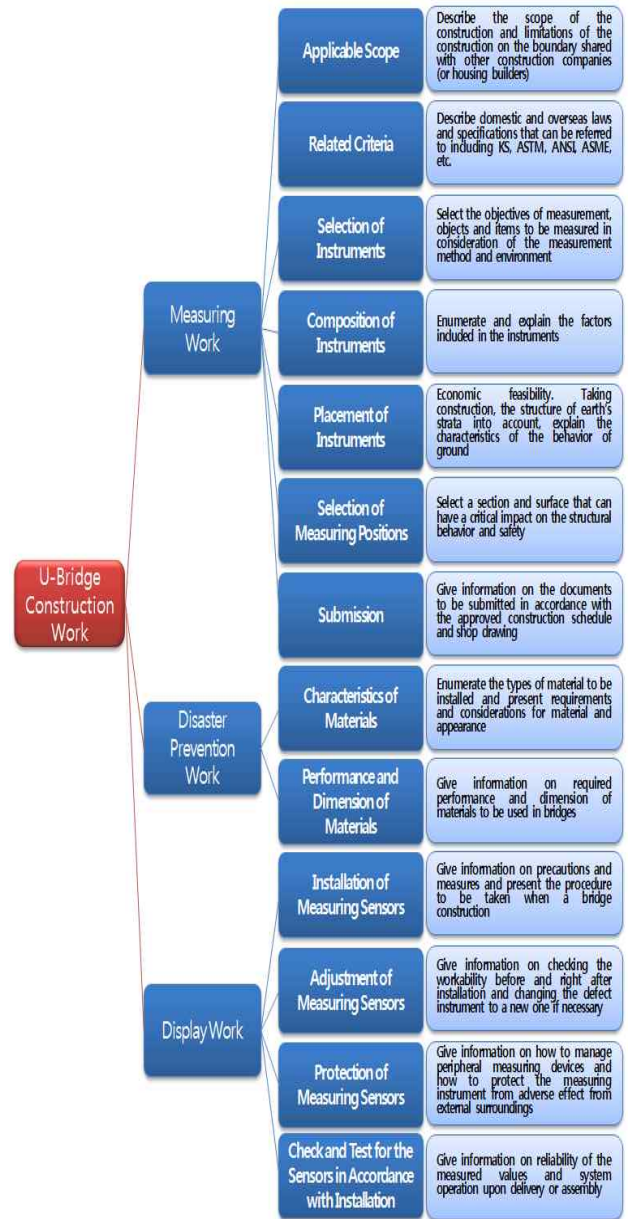 U-Bridge
Construction
Work
Measuring
Work
Applicable Scope
Describe the scope of the
construction and limitations of the
construction on the boundary shared
with other construction companies
(or housing builders)
Related Criteria
Describe domestic and overseas laws
and specifications that can be referred
to including KS, ASTM, ANSI, ASME,
etc.
Selection of
Instruments
Select the objectives of measurement,
objects and items to be measured in
consideration of the measurement
method and environment
Composition of
Instruments
Enumerate and explain the factors
included in the instruments
Placement of
Instruments
Economic feasibility. Taking
construction, the structure of earth's
strata into account, explain the
characteristics of the behavior of
ground
Selection of
Measuring Positions
Select a section and surface that can
have a critical impact on the structural
behavior and safety
Submission
Give information on the documents
to be submitted in accordance with
the approved construction schedule
and shop drawing
Disaster
Prevention
Work
Characteristics of
Materials
Enumerate the types of material to be
installed and present requirements
and considerations for material and
appearance
Performance and
Dimension of
Materials
Give information on required
performance and dimension of
materials to be used in bridges
Display Work
Installation of
Measuring Sensors
Give information on precautions and
measures and present the procedure
to be taken when a bridge
construction
Adjustment of
Measuring Sensors
Give information on checking the
workability before and right after
installation and changing the defect
instrument to a new one if necessary
Protection of
Measuring Sensors
Give information on how to manage
peripheral measuring devices and
how to protect the measuring
instrument from adverse effect from
external surroundings
Check and Test for the
Sensors in Accordance
with Installation
Give information on reliability of the
measured values and system
operation upon delivery or assembly